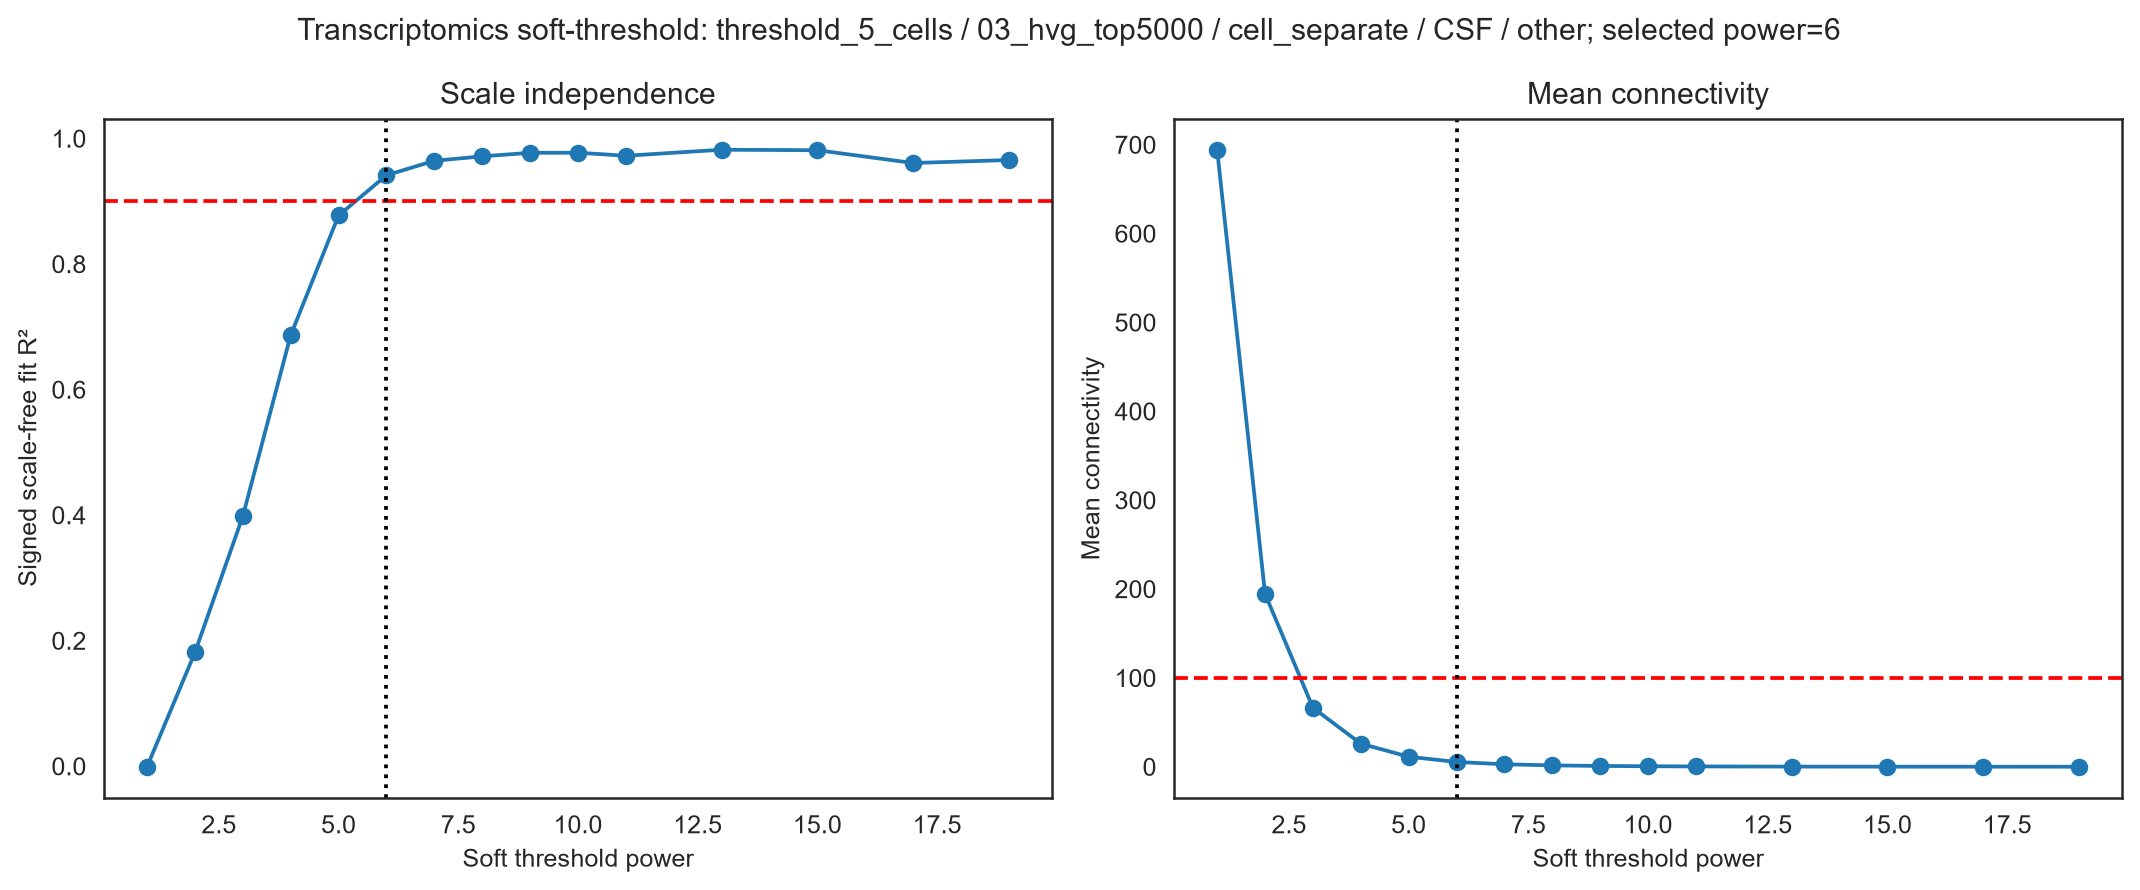 Transcriptomics soft-threshold: threshold_5_cells / 03_hvg_top5000 / cell_separate / CSF / other; selected power=6
Scale independence
1.0
0.8
0.6
0.4
0.2
0.0
Signed scale-free fit R²
2.5 5.0 7.5 10.0 12.5 15.0 17.5
Soft threshold power
Mean connectivity
700
600
500
400
300
200
100
0
Mean connectivity
2.5 5.0 7.5 10.0 12.5 15.0 17.5
Soft threshold power